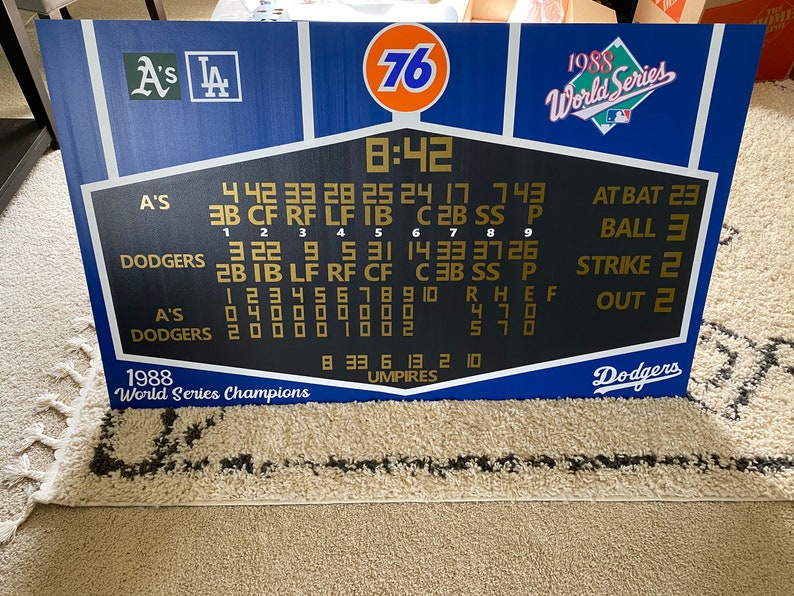 A's
LA
76
1988
World Series
8:42
A'S 4 42 33 28 25 24 17 7 43
3B CF RF LF 1B C 2B SS P
1 2 3 4 5 6 7 8 9
DODGERS 3 22 9 5 31 14 33 37 26
2B 1B LF RF CF C 3B SS P
AT BAT 23
BALL 3
STRIKE 2
OUT 2
1 2 3 4 5 6 7 8 9 10 R H E F
A'S 0 4 0 0 0 0 0 0 0 4 7 0
DODGERS 2 0 0 0 0 1 0 0 2 5 7 0
8 33 6 13 2 10
UMPIRES
1988
World Series Champions
Dodgers
THE